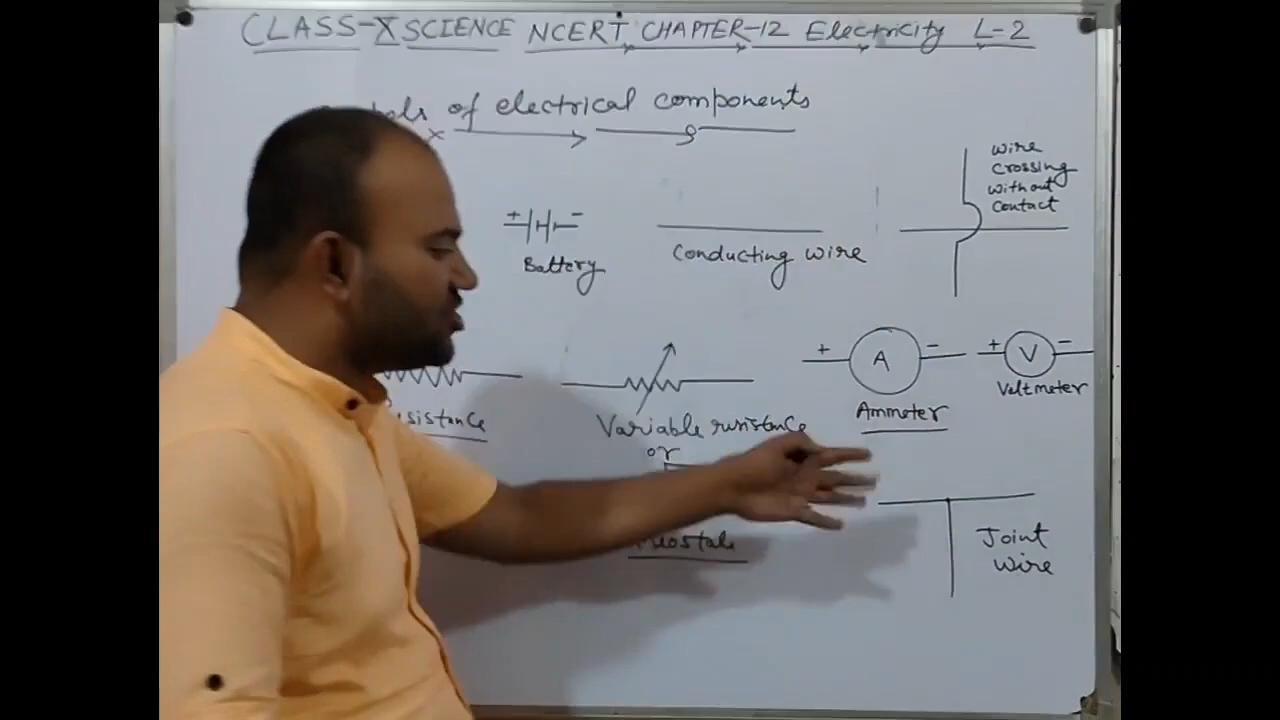 CLASS-X SCIENCE NCERT CHAPTER-12 Electricity L-2
of electrical components
wire
crossing
without
contact
+ -
Battery
Conducting wire
+ A -
Ammeter
+ V -
Voltmeter
Variable resistance
or
Joint
wire